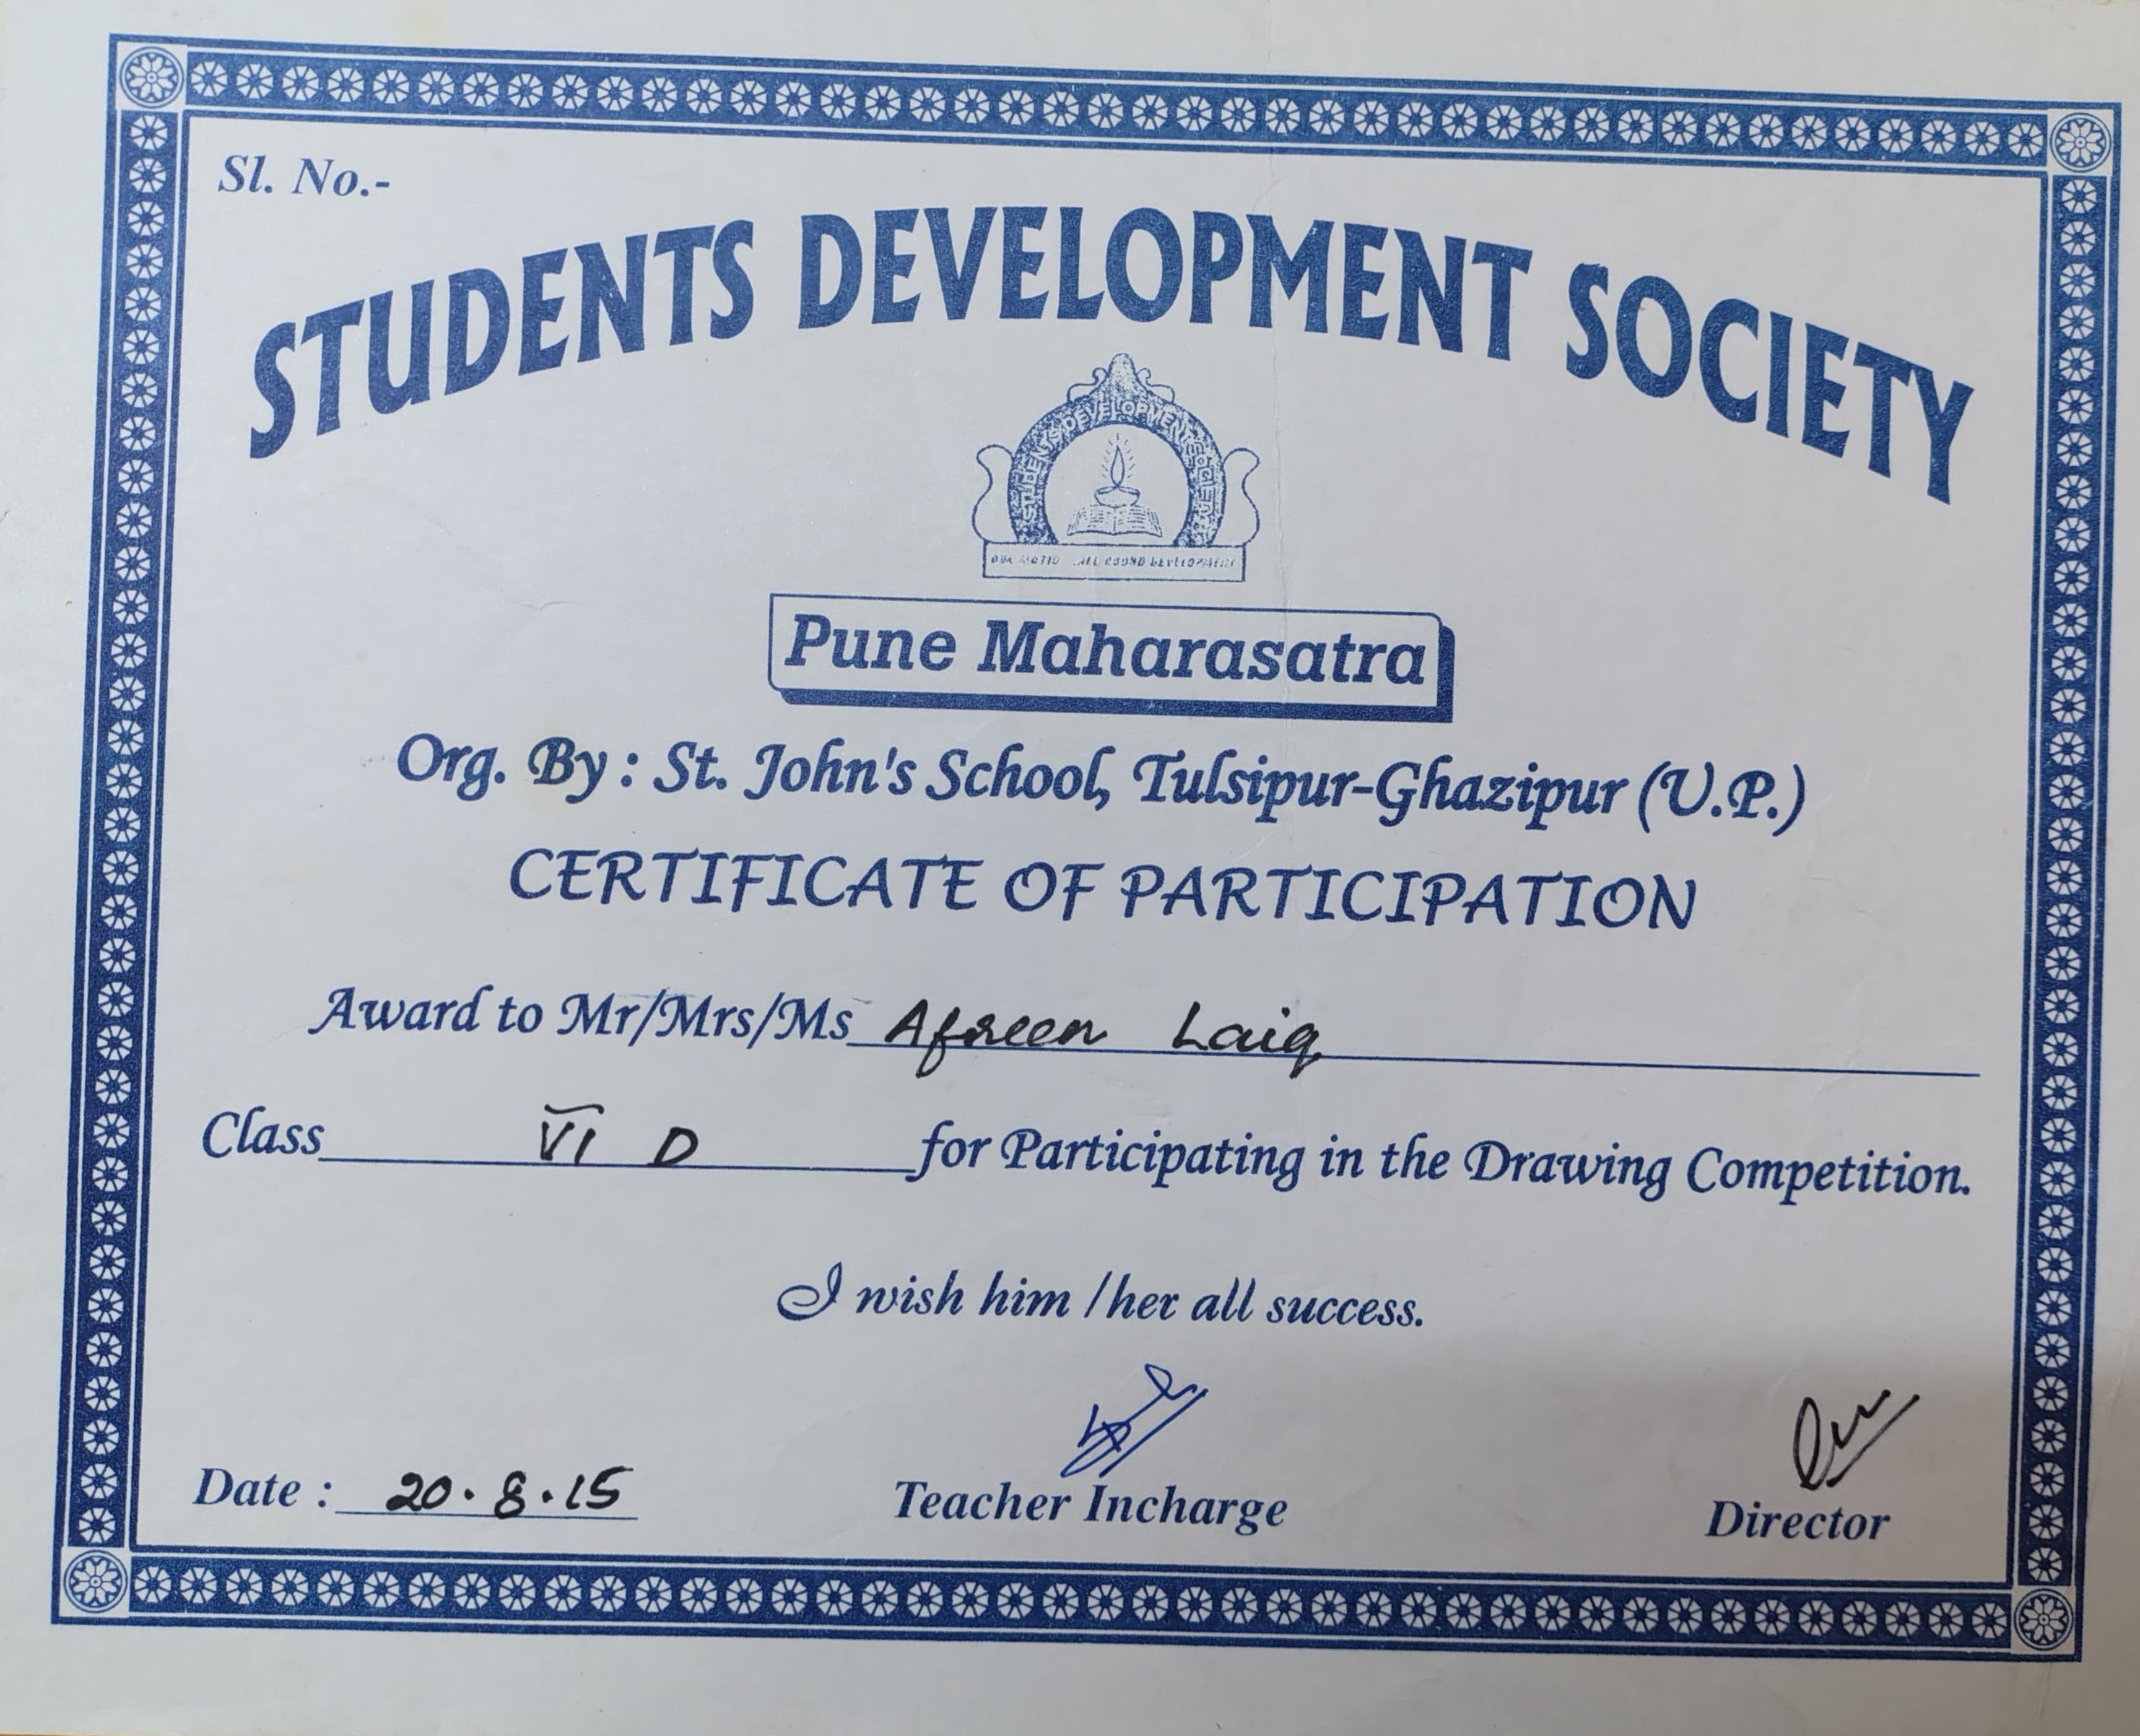 Sl. No.-
STUDENTS DEVELOPMENT SOCIETY
STUDENTS DEVELOPMENT SOCIETY
OUR MOTTO ALL ROUND DEVELOPMENT
Pune Maharasatra
Org. By : St. John's School, Tulsipur-Ghazipur (U.P.)
CERTIFICATE OF PARTICIPATION
Award to Mr/Mrs/Ms Afreen Laiq
Class VI D for Participating in the Drawing Competition.
I wish him /her all success.
Date : 20.8.15
Teacher Incharge
Director